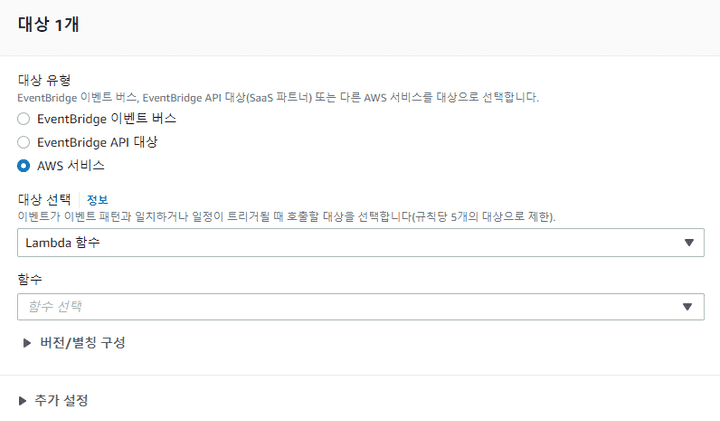 대상 1개
대상 유형
EventBridge 이벤트 버스, EventBridge API 대상(SaaS 파트너) 또는 다른 AWS 서비스를 대상으로 선택합니다.
EventBridge 이벤트 버스
EventBridge API 대상
AWS 서비스
대상 선택 정보
이벤트가 이벤트 패턴과 일치하거나 일정이 트리거될 때 호출할 대상을 선택합니다(규칙당 5개의 대상으로 제한).
Lambda 함수
함수
함수 선택
버전/별칭 구성
추가 설정